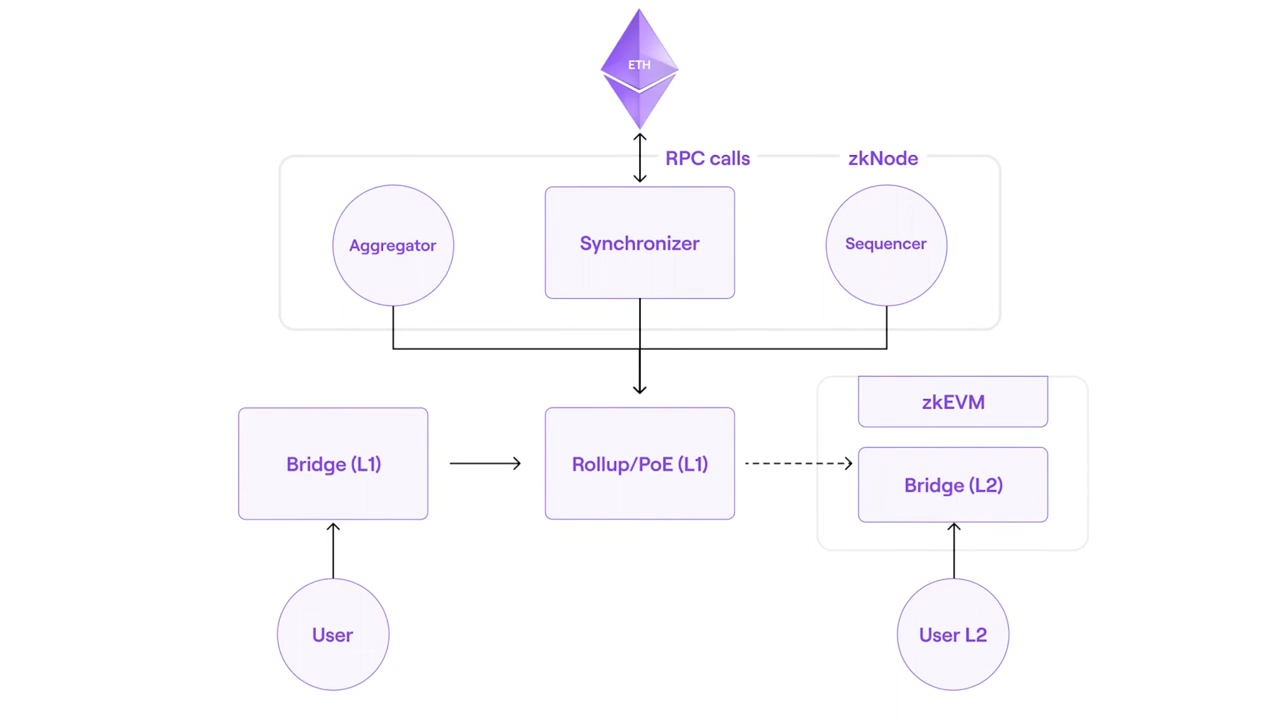 ETH
RPC calls
zkNode
Aggregator
Synchronizer
Sequencer
zkEVM
Bridge (L1)
Rollup/PoE (L1)
Bridge (L2)
User
User L2